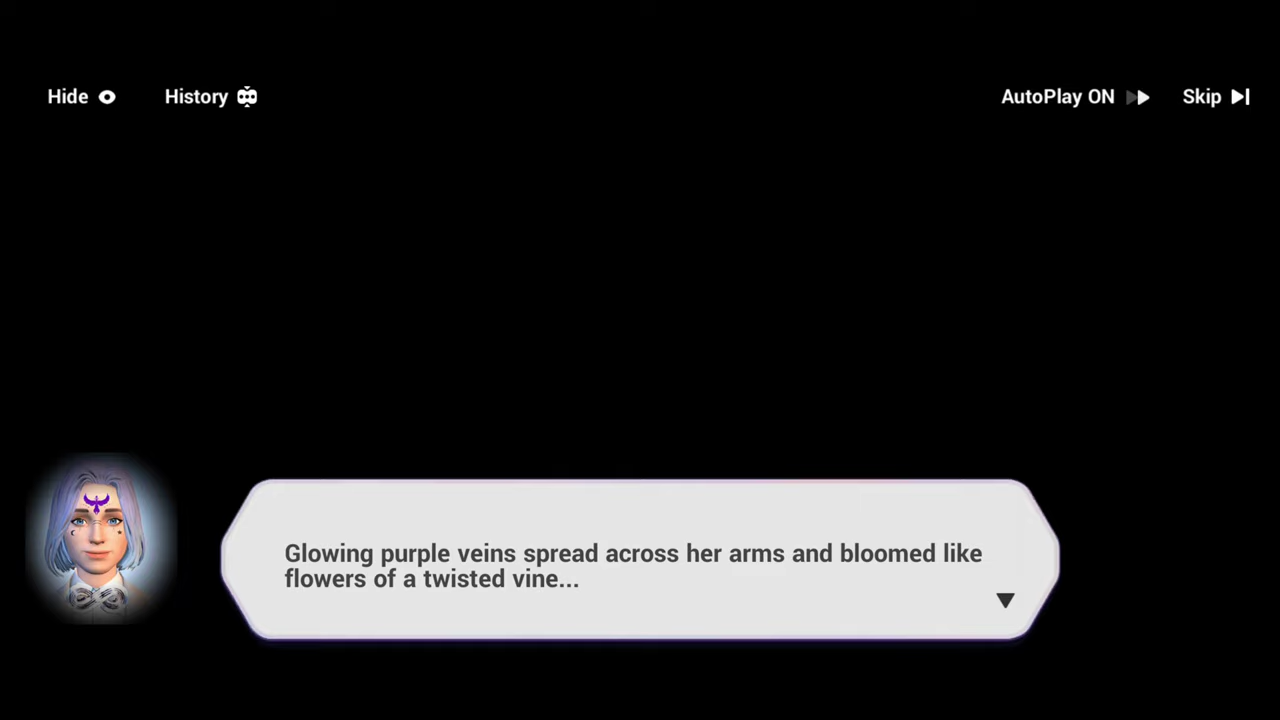 Hide
History
AutoPlay ON
Skip
Glowing purple veins spread across her arms and bloomed like
flowers of a twisted vine...